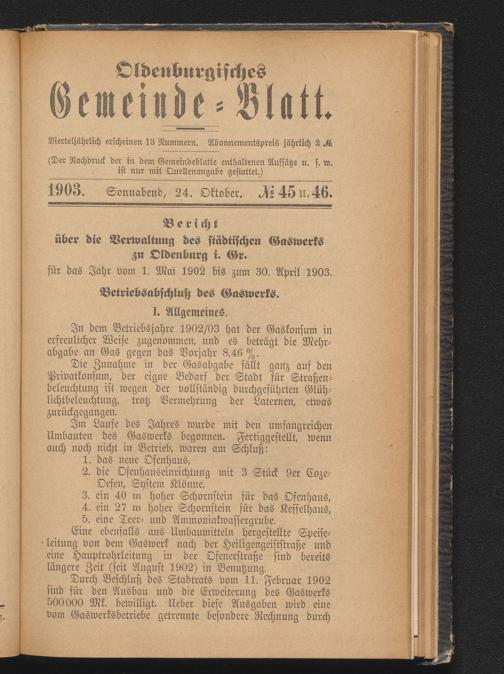 Oldenburgisches
Gemeinde-Blatt.
Vierteljährlich erscheinen 13 Nummern. Abonnementspreis jährlich 2 ℳ
(Der Nachdruck der in dem Gemeindeblatte enthaltenen Aufsätze u. s. w.
ist nur mit Quellenangabe gestattet.)
1903. Sonnabend, 24. Oktober. № 45 u. 46.
Bericht
über die Verwaltung des städtischen Gaswerks
zu Oldenburg i. Gr.
für das Jahr vom 1. Mai 1902 bis zum 30. April 1903.
Betriebsabschluß des Gaswerks.
I. Allgemeines.
In dem Betriebsjahre 1902/03 hat der Gaskonsum in
erfreulicher Weise zugenommen, und es beträgt die Mehr-
abgabe an Gas gegen das Vorjahr 8,46 %.
Die Zunahme in der Gasabgabe fällt ganz auf den
Privatkonsum, der eigne Bedarf der Stadt für Straßen-
beleuchtung ist wegen der vollständig durchgeführten Glüh-
lichtbeleuchtung, trotz Vermehrung der Laternen, etwas
zurückgegangen.
Im Laufe des Jahres wurde mit den umfangreichen
Umbauten des Gaswerks begonnen. Fertiggestellt, wenn
auch noch nicht in Betrieb, waren am Schluß:
1. das neue Ofenhaus,
2. die Ofenhauseinrichtung mit 3 Stück 9er Coze-
Oefen, System Klönne,
3. ein 40 m hoher Schornstein für das Ofenhaus,
4. ein 27 m hoher Schornstein für das Kesselhaus,
5. eine Teer- und Ammoniakwassergrube.
Eine ebenfalls aus Umbaumitteln hergestellte Speise-
leitung von dem Gaswerk nach der Heiligengeiststraße und
eine Hauptrohrleitung in der Ofenerstraße sind bereits
längere Zeit (seit August 1902) in Benutzung.
Durch Beschluß des Stadtrats vom 11. Februar 1902
sind für den Ausbau und die Erweiterung des Gaswerks
500000 Mk. bewilligt. Ueber diese Ausgaben wird eine
vom Gaswerksbetriebe getrennte besondere Rechnung durch